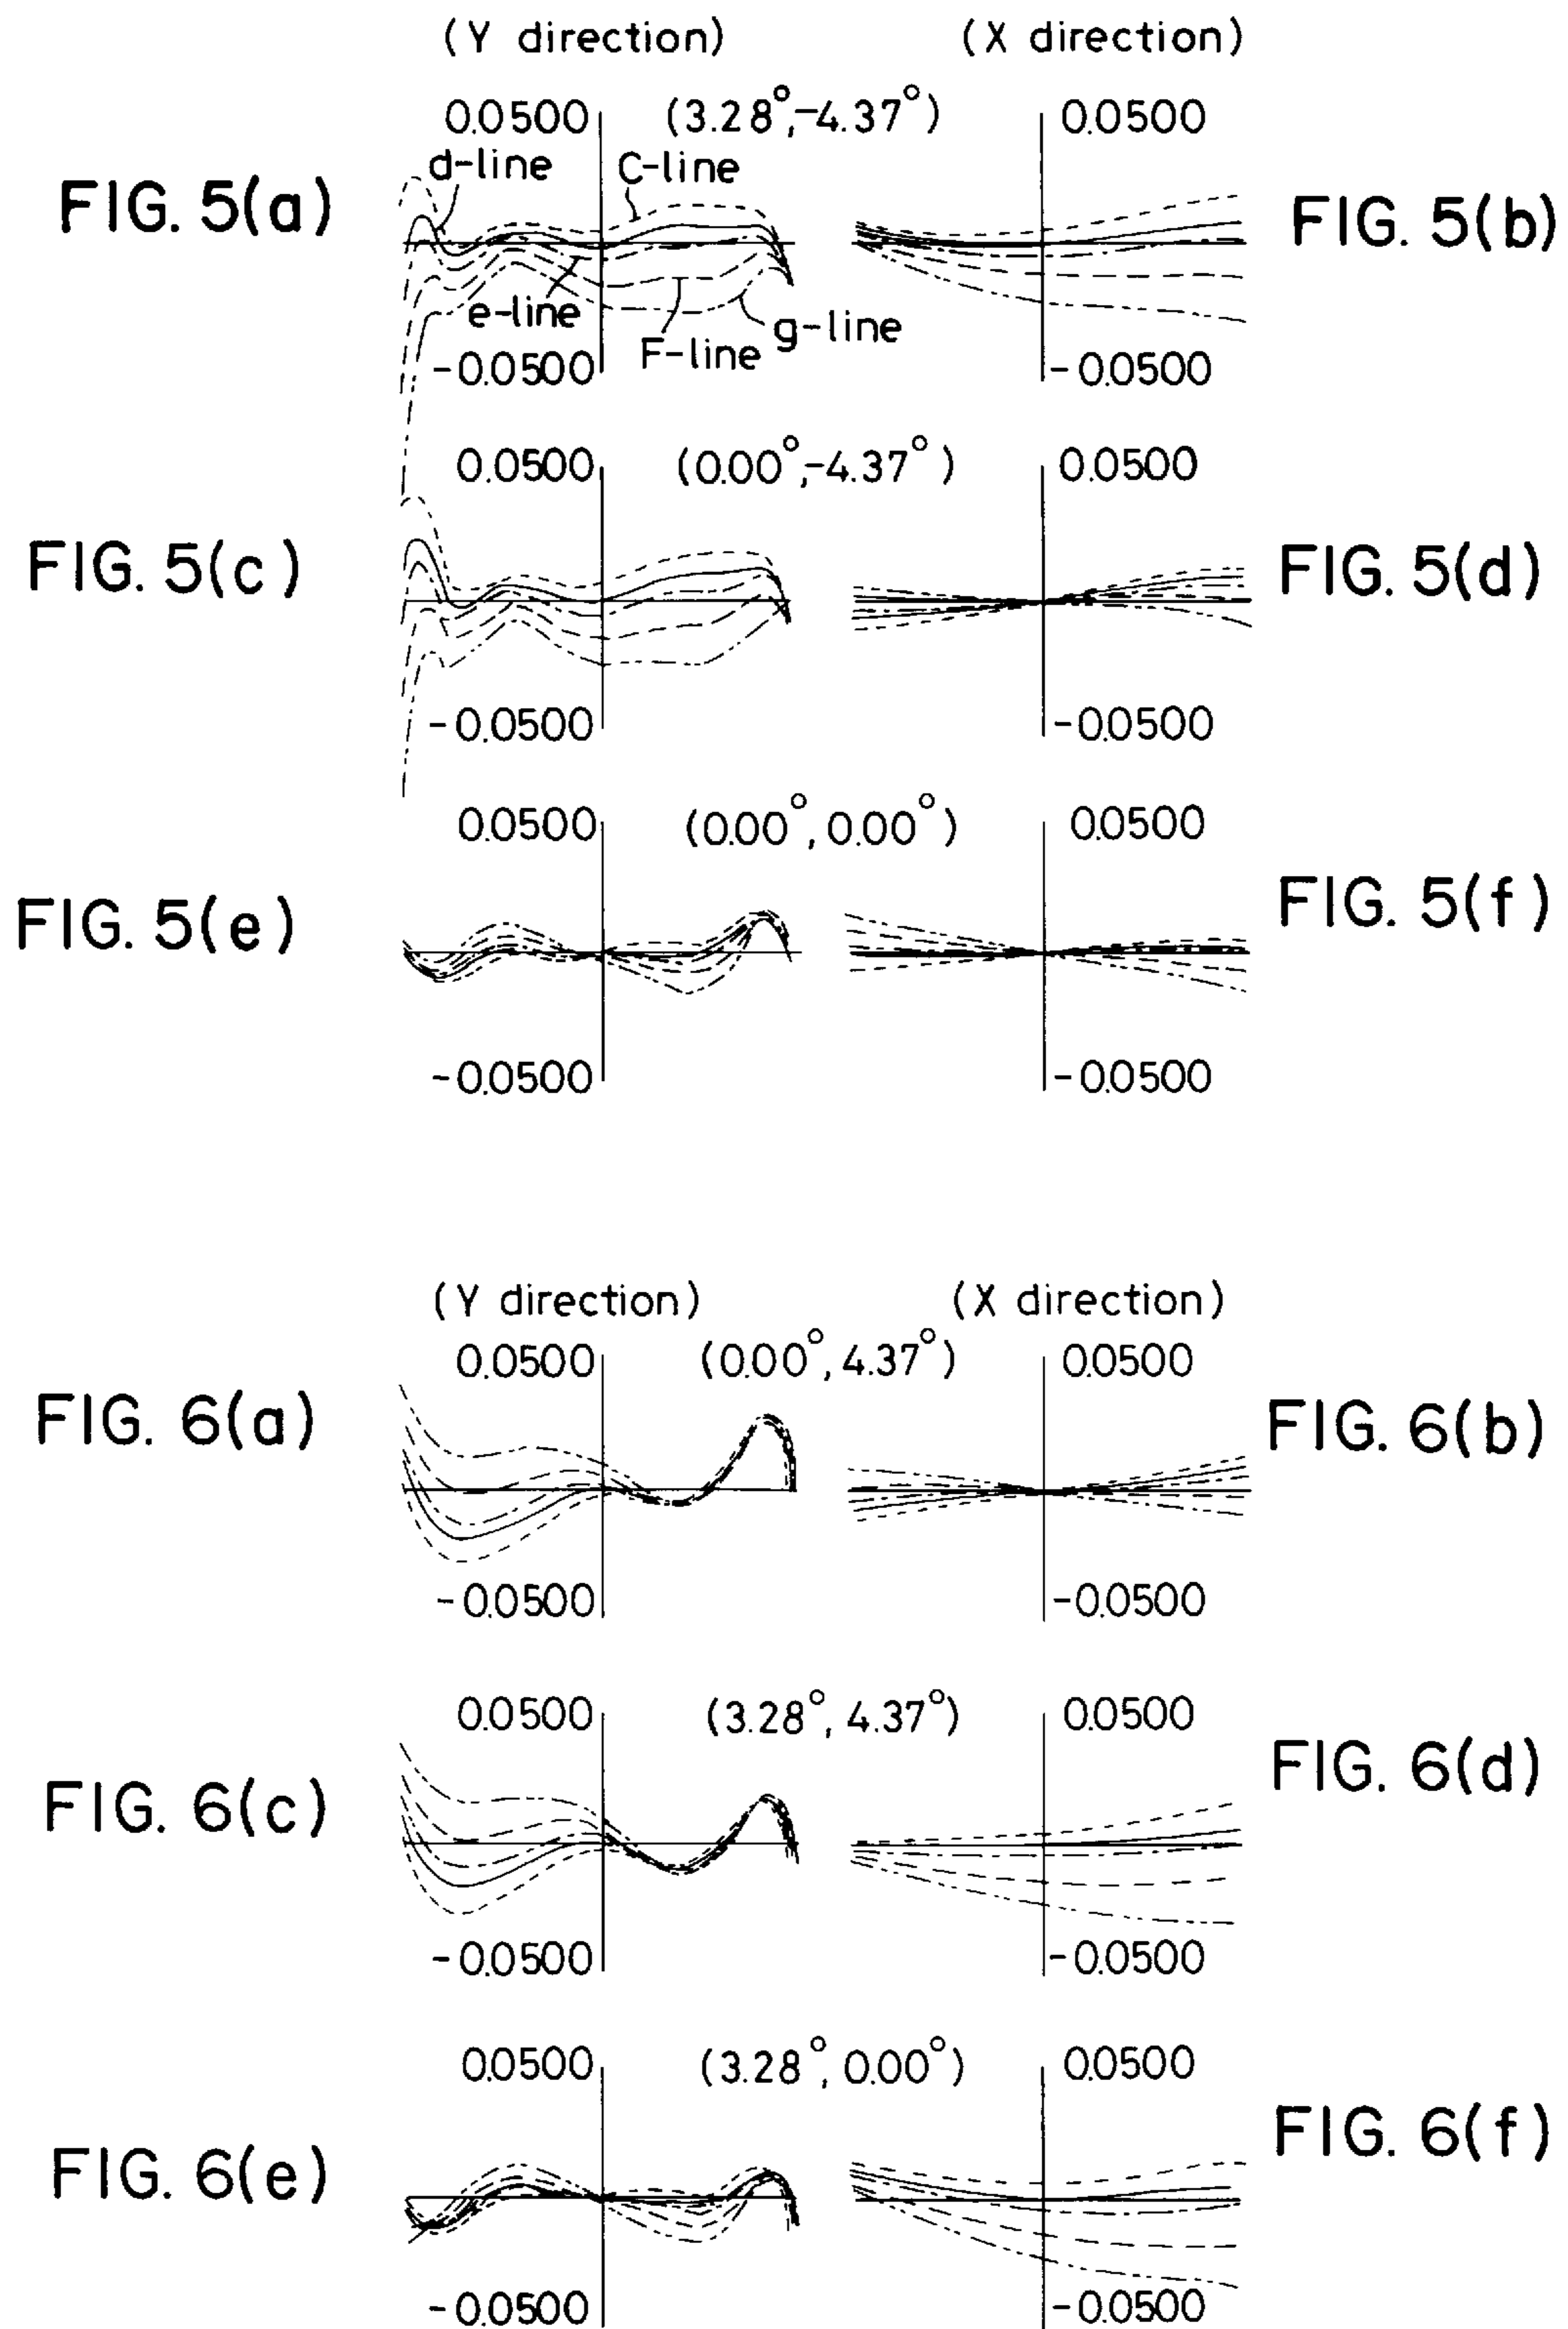 (Y direction) (X direction)
0.0500 (3.28°,-4.37°) 0.0500
d-line C-line
FIG. 5(a) FIG. 5(b)
e-line F-line g-line
-0.0500 -0.0500
0.0500 (0.00°,-4.37°) 0.0500
FIG. 5(c) FIG. 5(d)
-0.0500 -0.0500
0.0500 (0.00°, 0.00°) 0.0500
FIG. 5(e) FIG. 5(f)
-0.0500 -0.0500
(Y direction) (X direction)
0.0500 (0.00°, 4.37°) 0.0500
FIG. 6(a) FIG. 6(b)
-0.0500 -0.0500
0.0500 (3.28°, 4.37°) 0.0500
FIG. 6(c) FIG. 6(d)
-0.0500 -0.0500
0.0500 (3.28°, 0.00°) 0.0500
FIG. 6(e) FIG. 6(f)
-0.0500 -0.0500